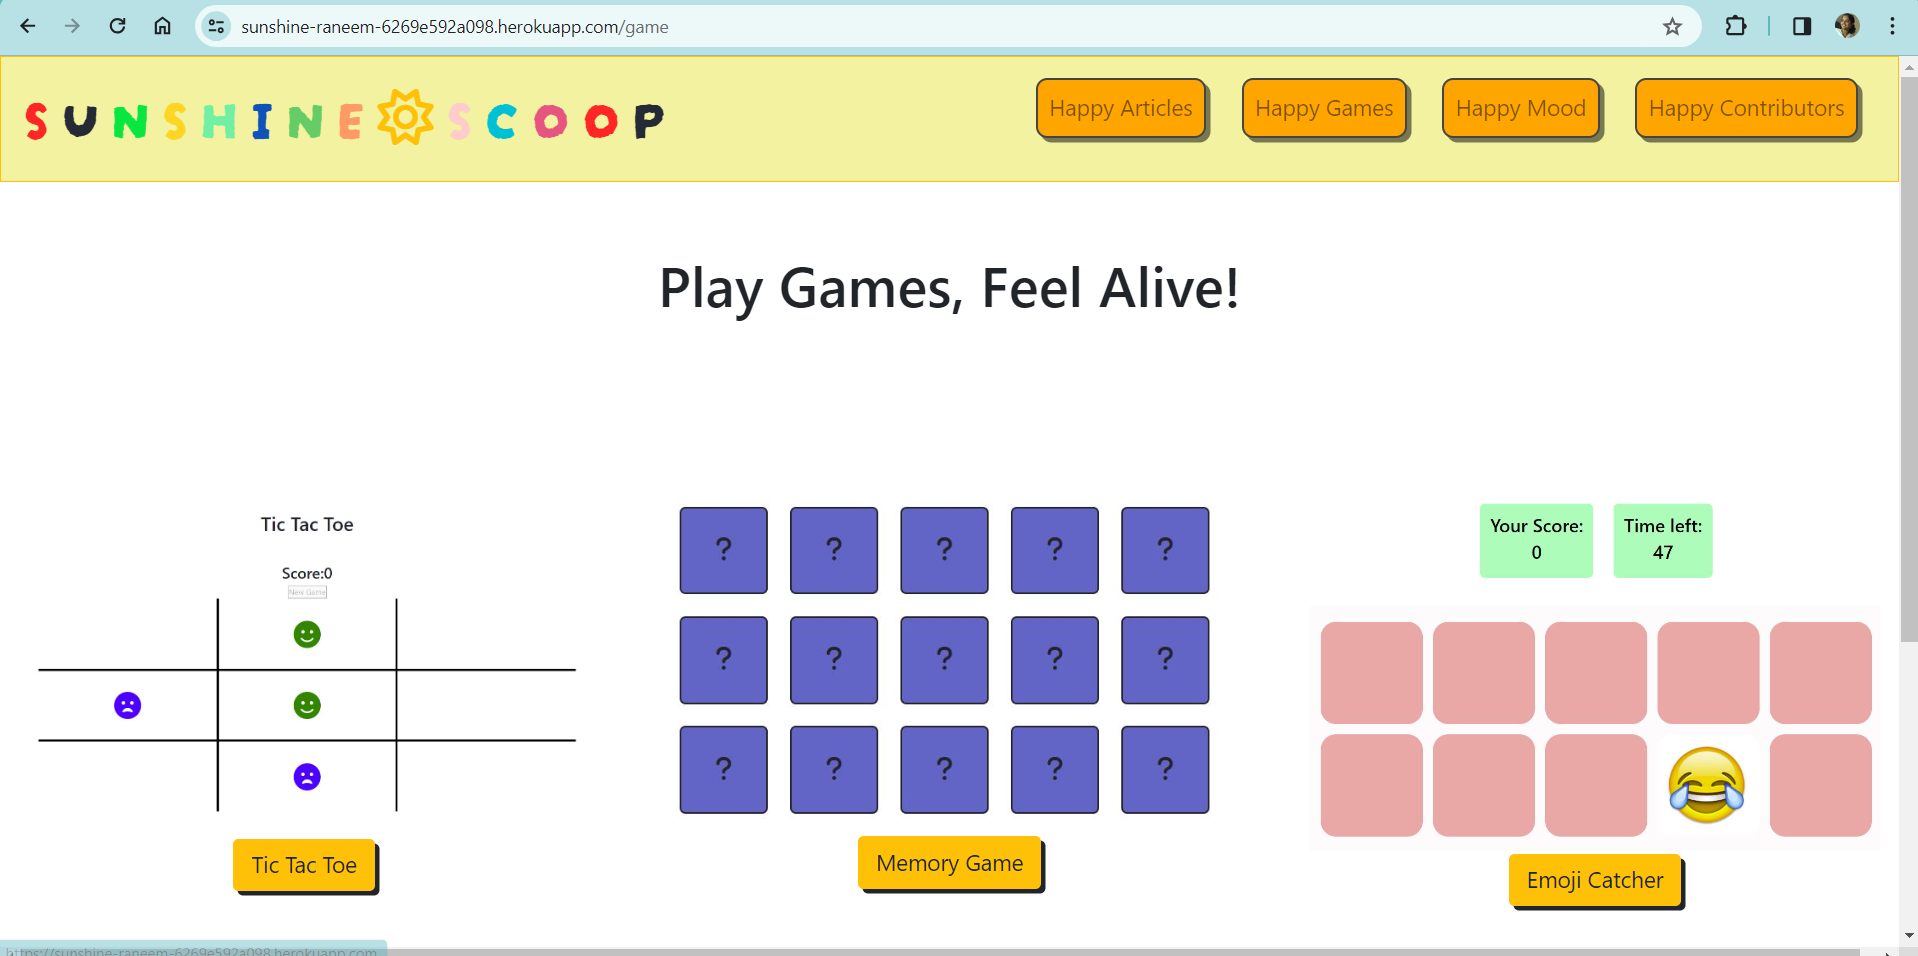 sunshine-raneem-6269e592a098.herokuapp.com/game
SUNSHINE SCOOP
Happy Articles
Happy Games
Happy Mood
Happy Contributors
Play Games, Feel Alive!
Tic Tac Toe
Score:0
New Game
? ? ? ? ?
? ? ? ? ?
? ? ? ? ?
Your Score:
0
Time left:
47
Tic Tac Toe
Memory Game
Emoji Catcher
https://sunshine-raneem-6269e592a098.herokuapp.com